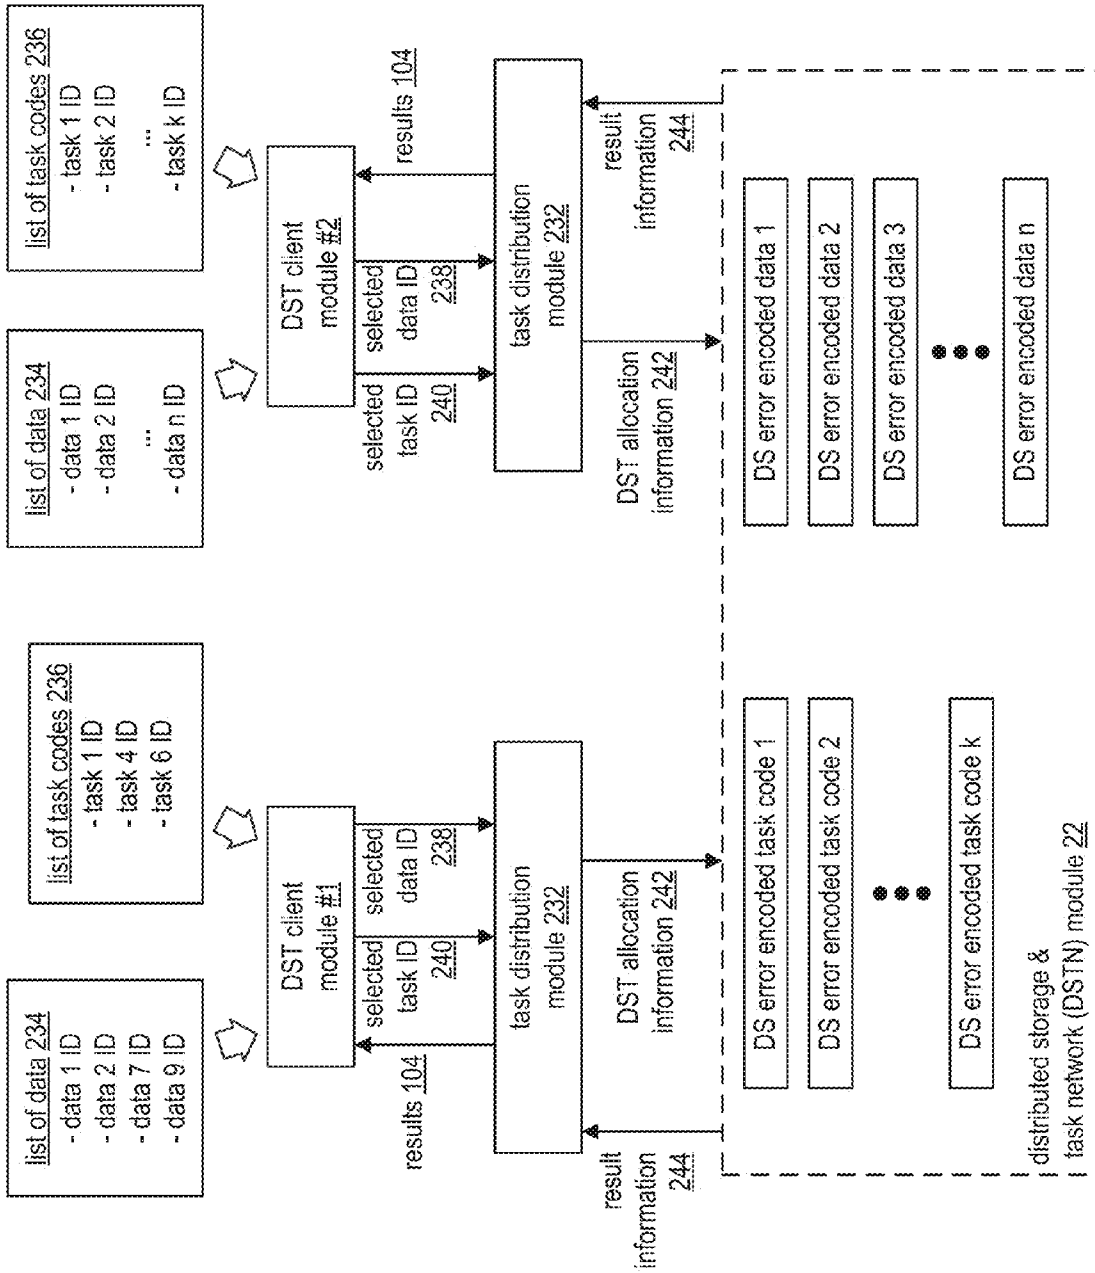 list of data 234
- data 1 ID
- data 2 ID
- data 7 ID
- data 9 ID
list of task codes 236
- task 1 ID
- task 4 ID
- task 6 ID
list of data 234
- data 1 ID
- data 2 ID
...
- data n ID
list of task codes 236
- task 1 ID
- task 2 ID
...
- task k ID
DST client
module #1
DST client
module #2
results 104
selected
task ID
240
selected
data ID
238
selected
task ID
240
selected
data ID
238
results 104
task distribution
module 232
task distribution
module 232
result
information
244
DST allocation
information 242
DST allocation
information 242
result
information
244
DS error encoded task code 1
DS error encoded task code 2
DS error encoded task code k
DS error encoded data 1
DS error encoded data 2
DS error encoded data 3
DS error encoded data n
distributed storage &
task network (DSTN) module 22